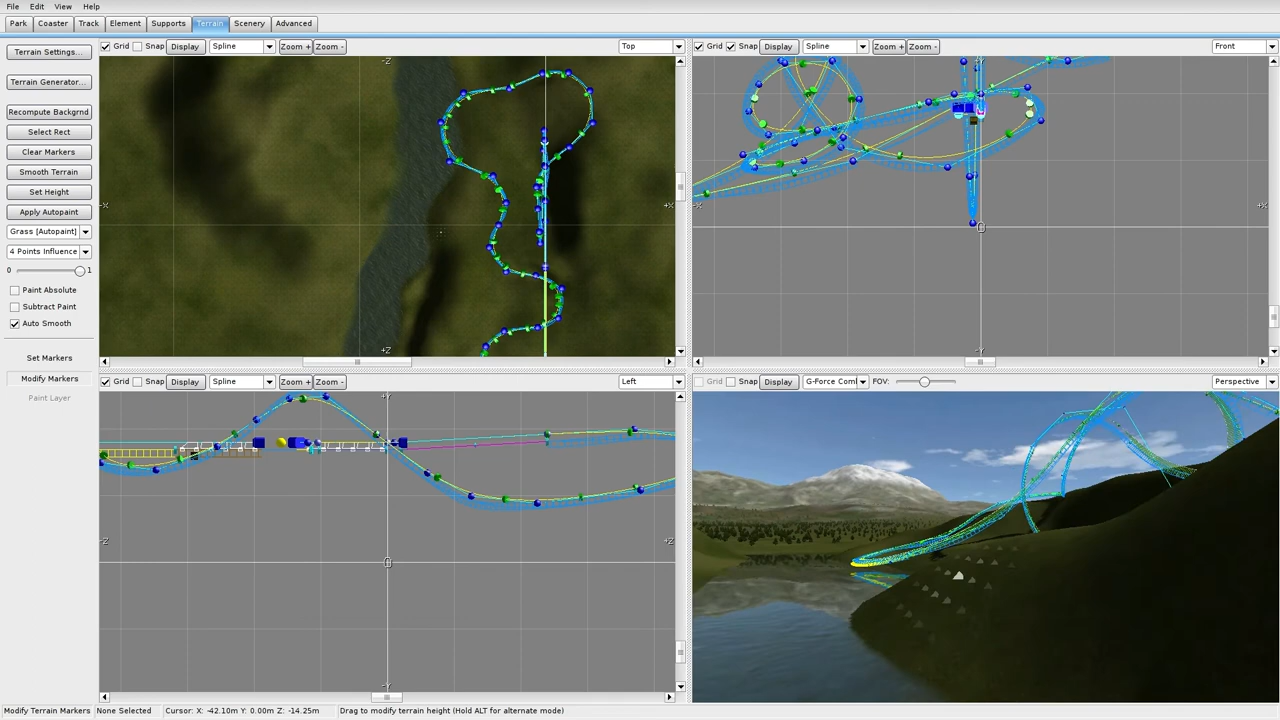 File Edit View Help
Park Coaster Track Element Supports Terrain Scenery Advanced
Terrain Settings...
Terrain Generator...
Recompute Backgrnd
Select Rect
Clear Markers
Smooth Terrain
Set Height
Apply Autopaint
Grass [Autopaint]
4 Points Influence
0 1
Paint Absolute
Subtract Paint
Auto Smooth
Set Markers
Modify Markers
Paint Layer
Grid Snap Display Spline Zoom + Zoom - Top
-Z
-X +X
+Z
Grid Snap Display Spline Zoom + Zoom - Front
+Y
-X +X
-Y
Grid Snap Display Spline Zoom + Zoom - Left
+Y
-Z +Z
-Y
Grid Snap Display G-Force Coml FOV: Perspective
Modify Terrain Markers None Selected Cursor: X: -42.10m Y: 0.00m Z: -14.25m Drag to modify terrain height (Hold ALT for alternate mode)